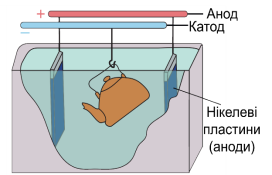 +
Анод
–
Катод
Нікелеві
пластини
(аноди)